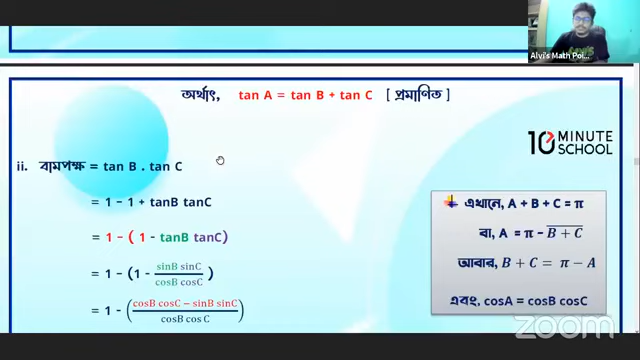 Alvi's Math Poi...
অর্থাৎ, tan A = tan B + tan C [ প্রমাণিত ]
10 MINUTE SCHOOL
ii. বামপক্ষ = tan B . tan C
= 1 − 1 + tanB tanC
= 1 − ( 1 - tanB tanC)
= 1 − (1 - sinB sinC / cosB cosC )
= 1 - (cosB cosC − sinB sinC / cosB cos C)
এখানে, A + B + C = π
বা, A = π − B + C
আবার, B + C = π − A
এবং, cosA = cosB cosC
zoom